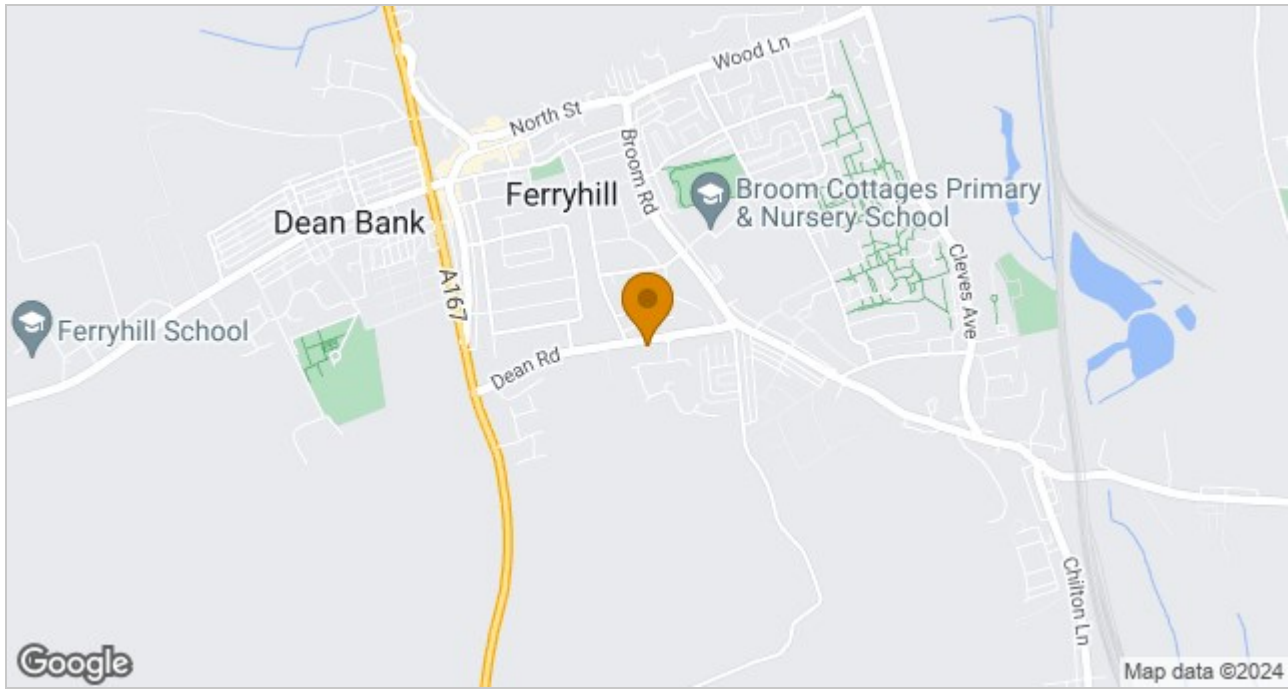 Wood Ln
North St
Broom Rd
Ferryhill
Dean Bank
Broom Cottages Primary
& Nursery School
A167
Cleves Ave
Ferryhill School
Dean Rd
Chilton Ln
Google
Map data ©2024